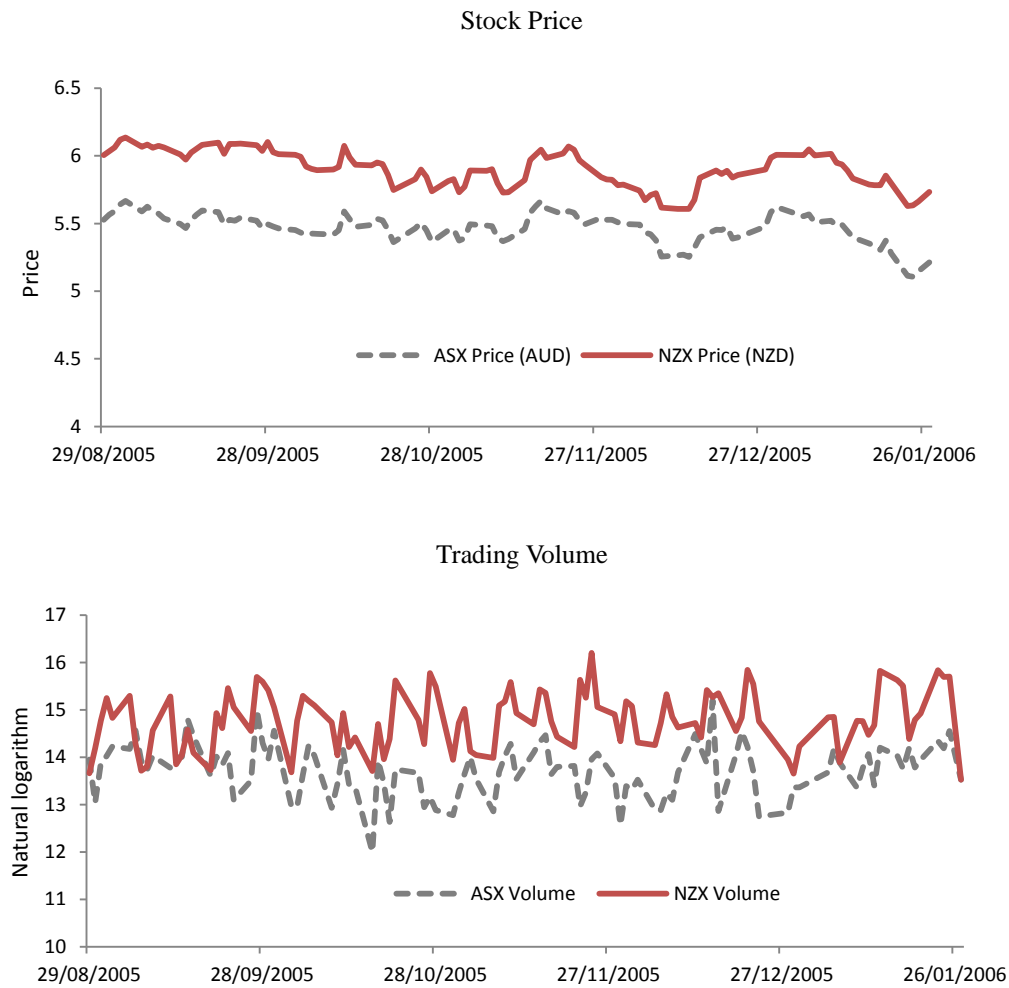 Stock Price
6.5
6
5.5
5
4.5
4
Price
ASX Price (AUD) NZX Price (NZD)
29/08/2005 28/09/2005 28/10/2005 27/11/2005 27/12/2005 26/01/2006
Trading Volume
17
16
15
14
13
12
11
10
Natural logarithm
ASX Volume NZX Volume
29/08/2005 28/09/2005 28/10/2005 27/11/2005 27/12/2005 26/01/2006